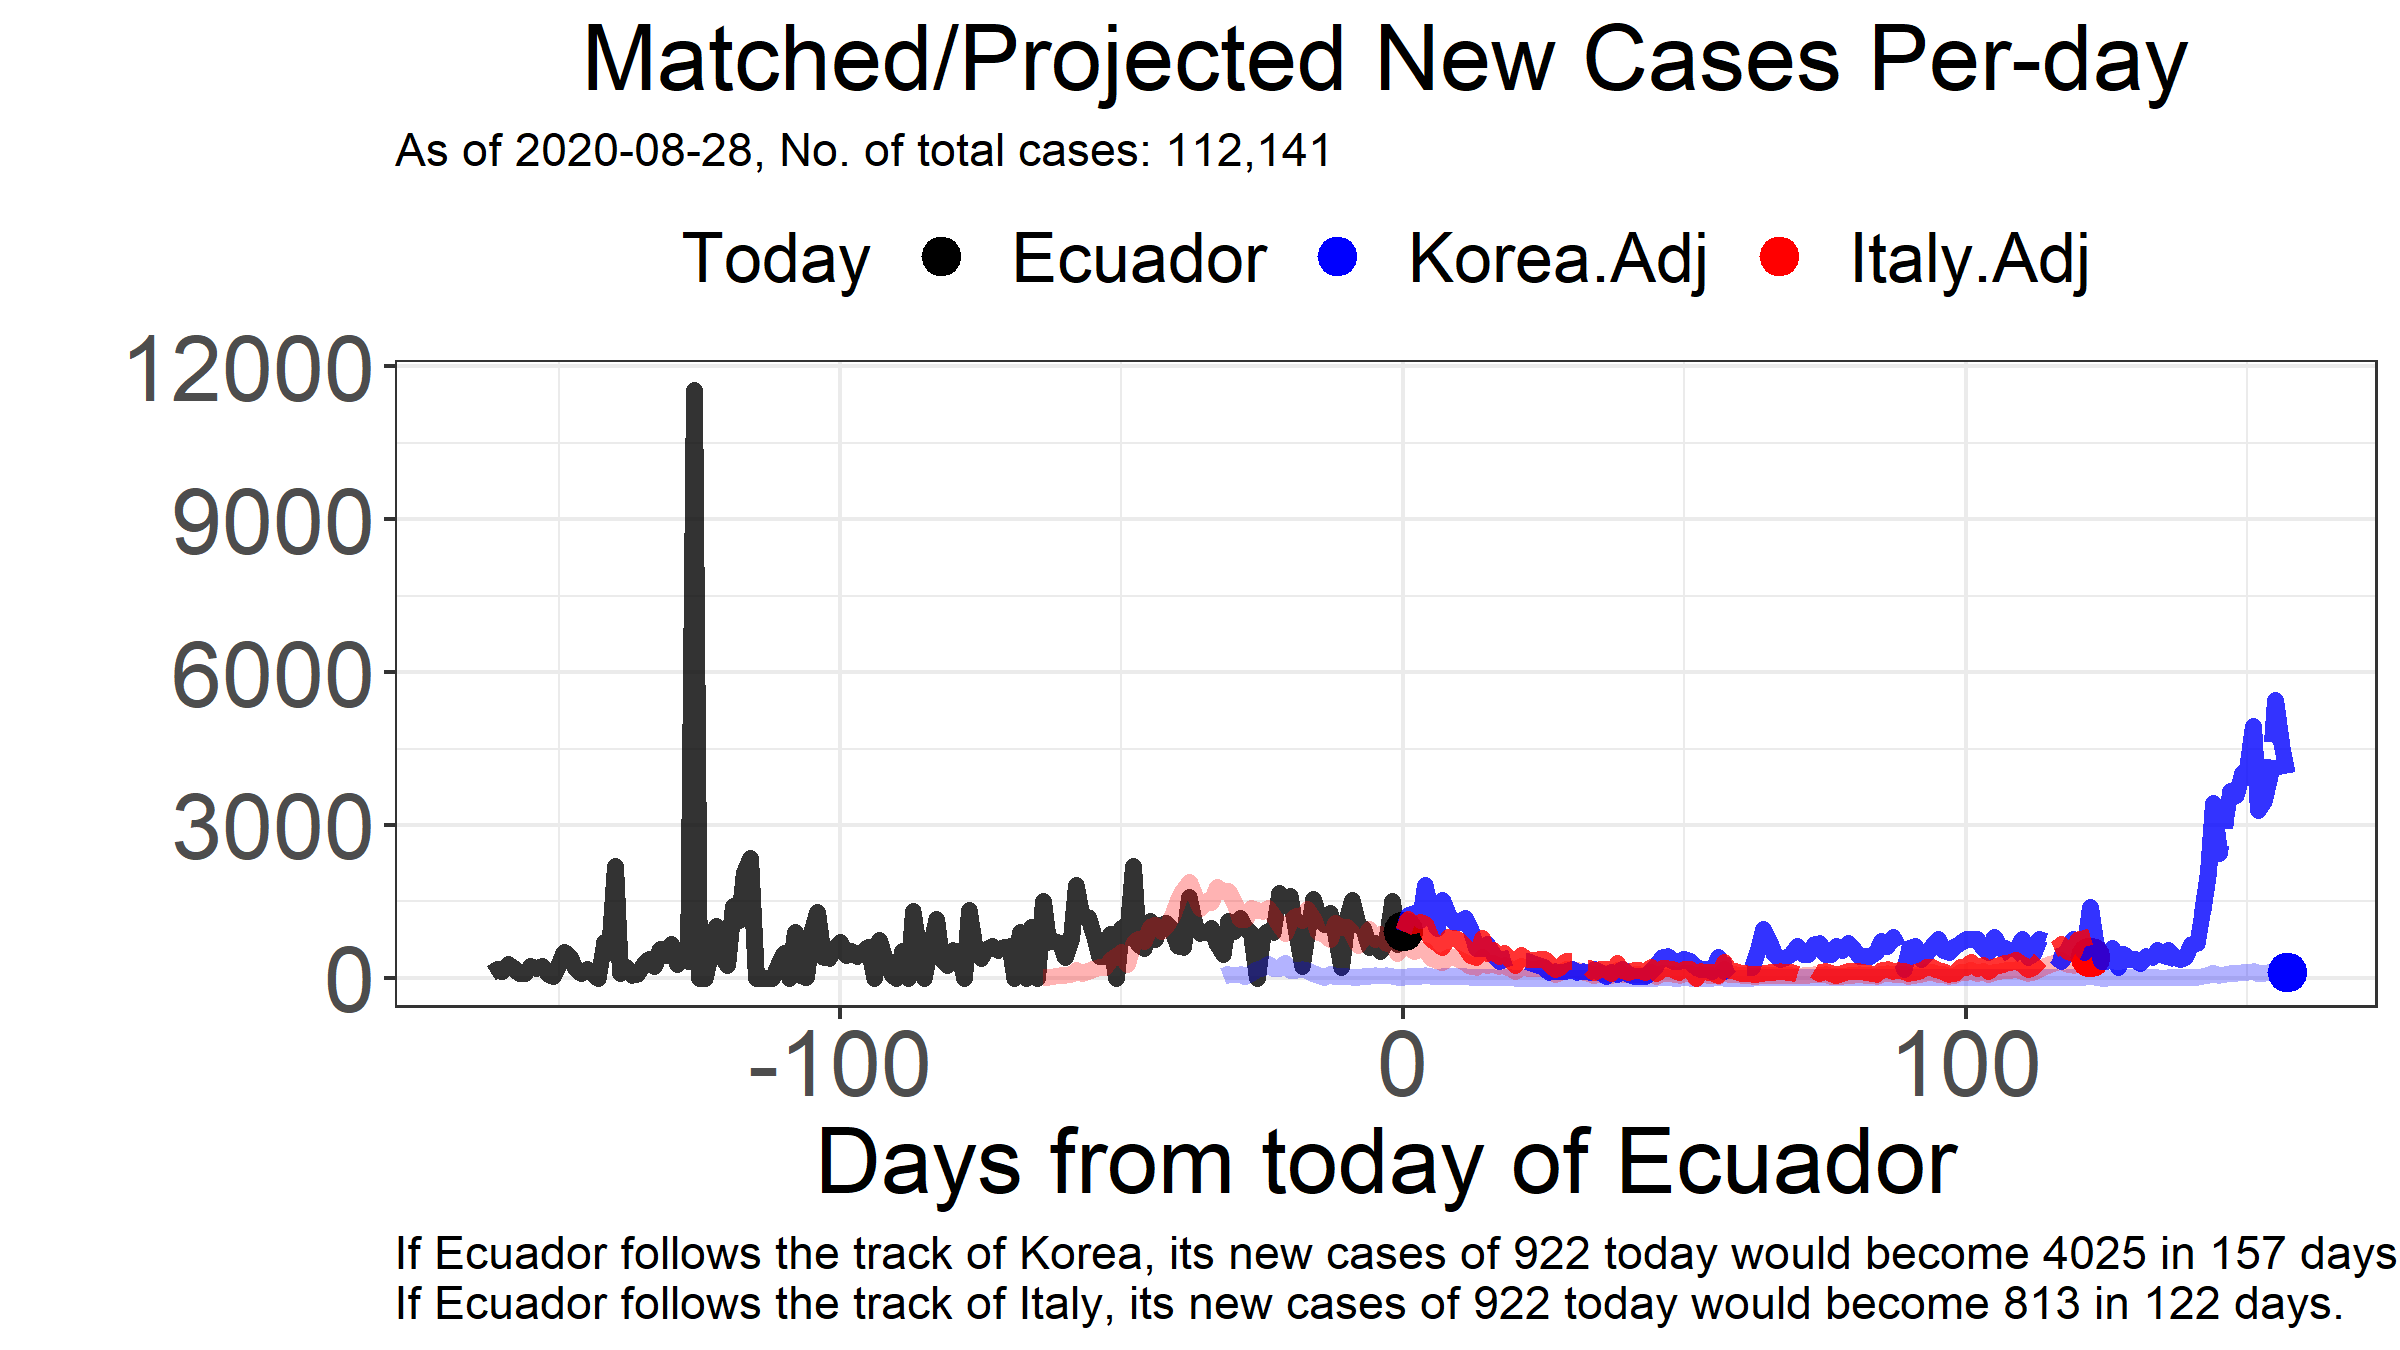 Matched/Projected New Cases Per-day
As of 2020-08-28, No. of total cases: 112,141
Today Ecuador Korea.Adj Italy.Adj
12000
9000
6000
3000
0
-100 0 100
Days from today of Ecuador
If Ecuador follows the track of Korea, its new cases of 922 today would become 4025 in 157 days
If Ecuador follows the track of Italy, its new cases of 922 today would become 813 in 122 days.